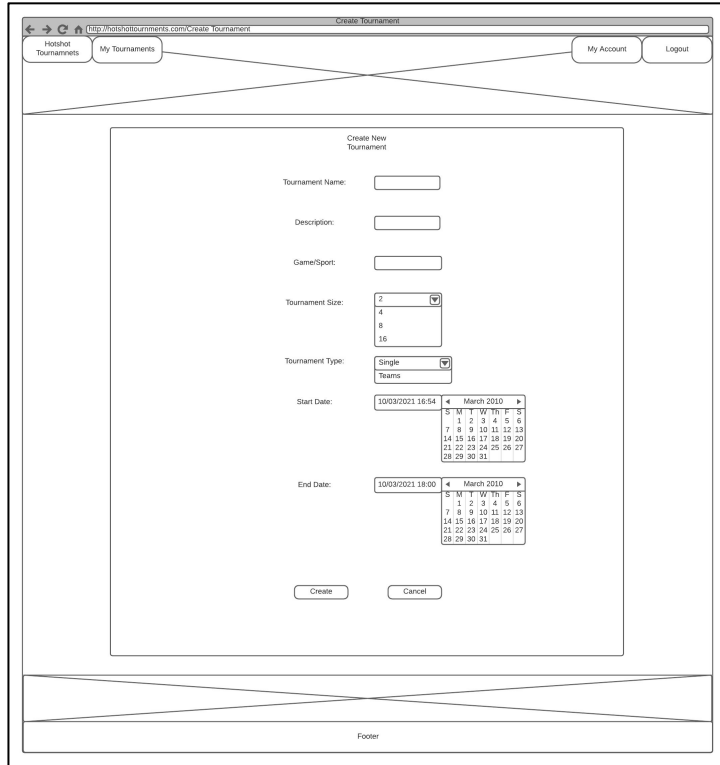 Create Tournament
http://hotshottournments.com/Create Tournament
Hotshot
Tournamnets
My Tournaments
My Account
Logout
Create New
Tournament
Tournament Name:
Description:
Game/Sport:
Tournament Size:
2
4
8
16
Tournament Type:
Single
Teams
Start Date:
10/03/2021 16:54
March 2010
S M T W Th F S
1 2 3 4 5 6
7 8 9 10 11 12 13
14 15 16 17 18 19 20
21 22 23 24 25 26 27
28 29 30 31
End Date:
10/03/2021 18:00
March 2010
S M T W Th F S
1 2 3 4 5 6
7 8 9 10 11 12 13
14 15 16 17 18 19 20
21 22 23 24 25 26 27
28 29 30 31
Create
Cancel
Footer